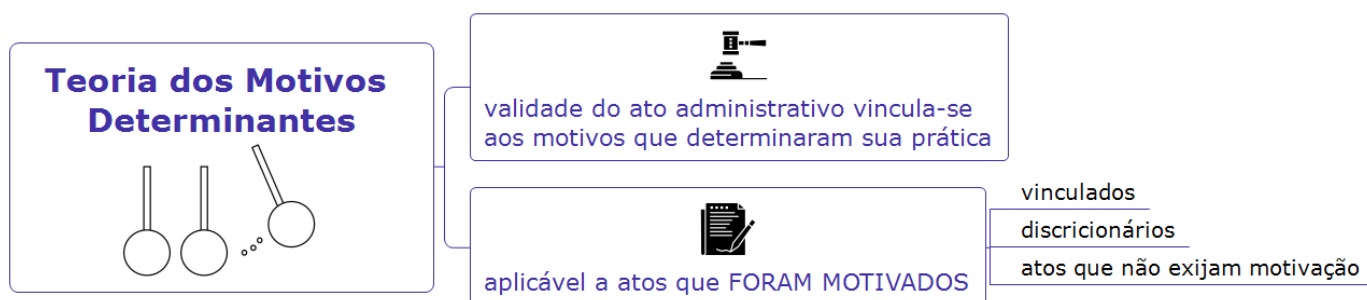 Teoria dos Motivos
Determinantes
validade do ato administrativo vincula-se
aos motivos que determinaram sua prática
aplicável a atos que FORAM MOTIVADOS
vinculados
discricionários
atos que não exijam motivação